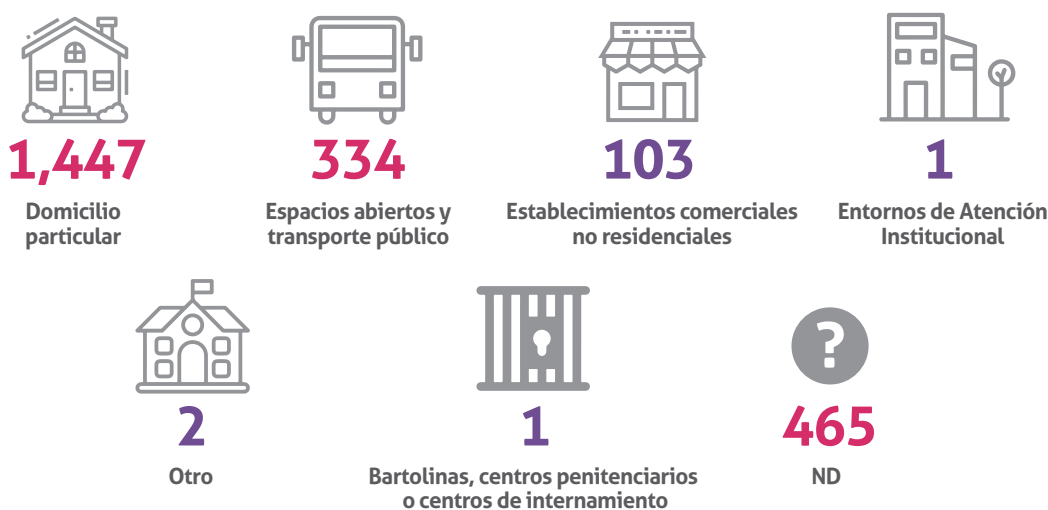 1,447
Domicilio
particular
334
Espacios abiertos y
transporte público
103
Establecimientos comerciales
no residenciales
1
Entornos de Atención
Institucional
2
Otro
1
Bartolinas, centros penitenciarios
o centros de internamiento
?
465
ND